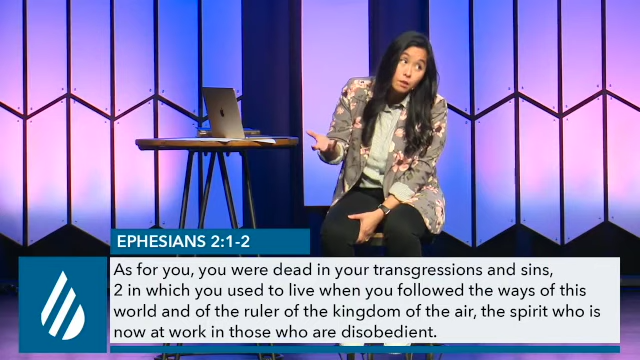 EPHESIANS 2:1-2
As for you, you were dead in your transgressions and sins,
2 in which you used to live when you followed the ways of this
world and of the ruler of the kingdom of the air, the spirit who is
now at work in those who are disobedient.